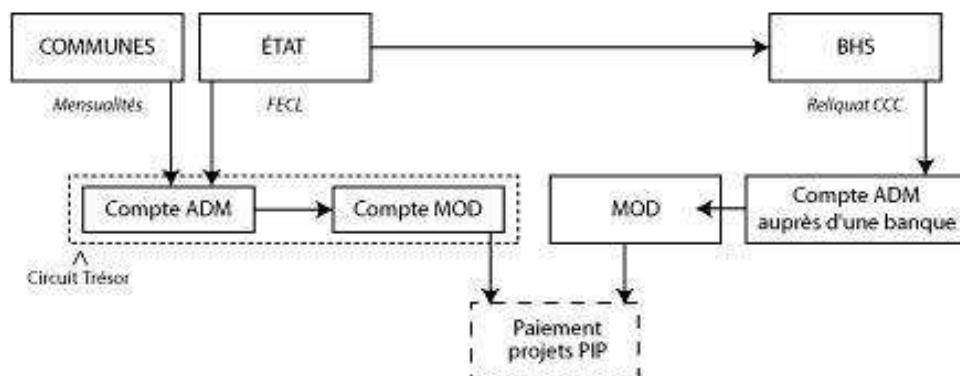 COMMUNES
ÉTAT
BHS
Mensualités
FECL
Reliquat CCC
Compte ADM
Compte MOD
MOD
Compte ADM
auprès d'une banque
Circuit Trésor
Paiement
projets PIP